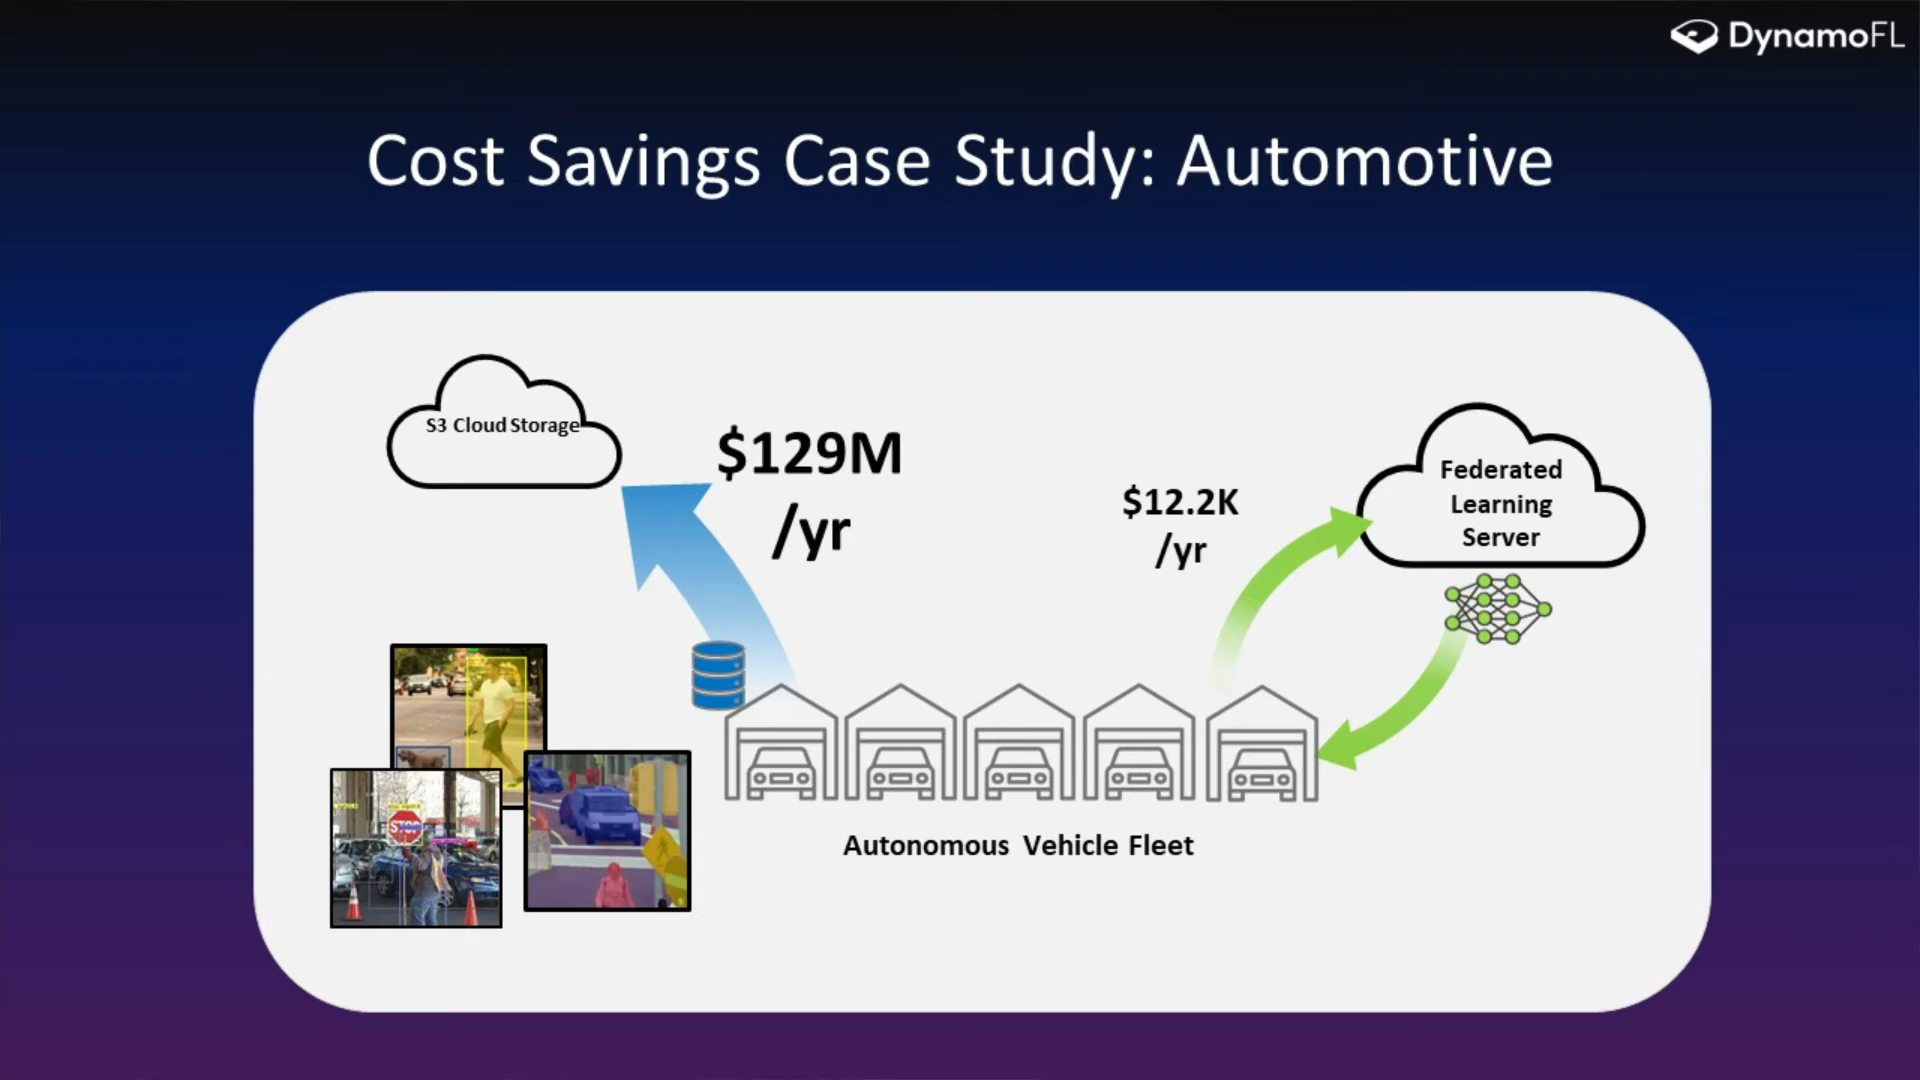 DynamoFL
Cost Savings Case Study: Automotive
S3 Cloud Storage
$129M
/yr
$12.2K
/yr
Federated
Learning
Server
STOP
Autonomous Vehicle Fleet